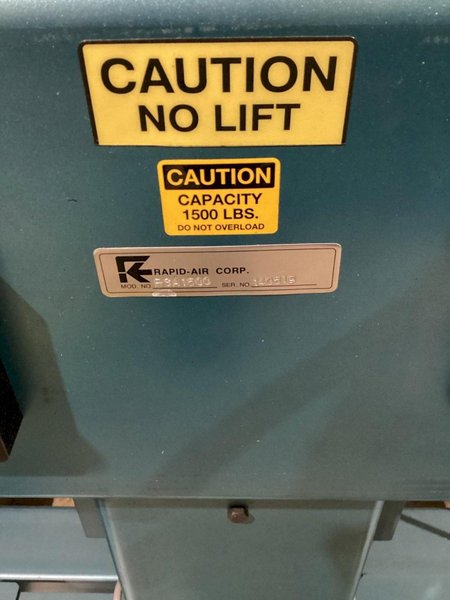 CAUTION
NO LIFT
CAUTION
CAPACITY
1500 LBS.
DO NOT OVERLOAD
RAPID-AIR CORP.
MOD. NO. SER. NO.